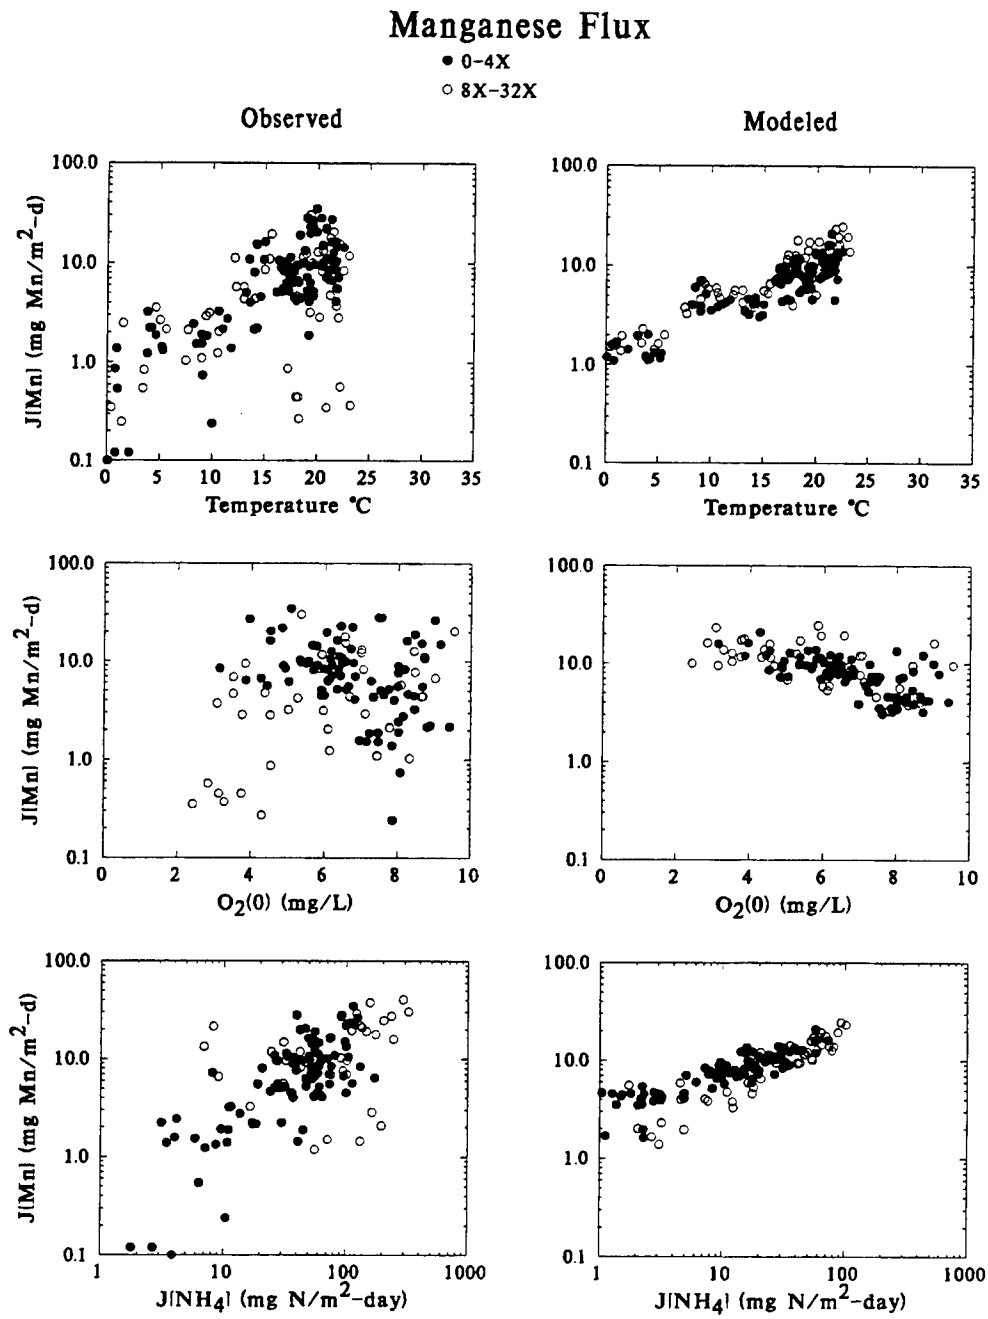 Manganese Flux
● 0-4X
○ 8X-32X
Observed
Modeled
100.0
10.0
1.0
0.1
J[Mn] (mg Mn/m²-d)
0 5 10 15 20 25 30 35
Temperature °C
100.0
10.0
1.0
0.1
0 5 10 15 20 25 30 35
Temperature °C
100.0
10.0
1.0
0.1
J[Mn] (mg Mn/m²-d)
0 2 4 6 8 10
O₂(0) (mg/L)
100.0
10.0
1.0
0.1
0 2 4 6 8 10
O₂(0) (mg/L)
100.0
10.0
1.0
0.1
J[Mn] (mg Mn/m²-d)
1 10 100 1000
J[NH₄] (mg N/m²-day)
100.0
10.0
1.0
0.1
1 10 100 1000
J[NH₄] (mg N/m²-day)